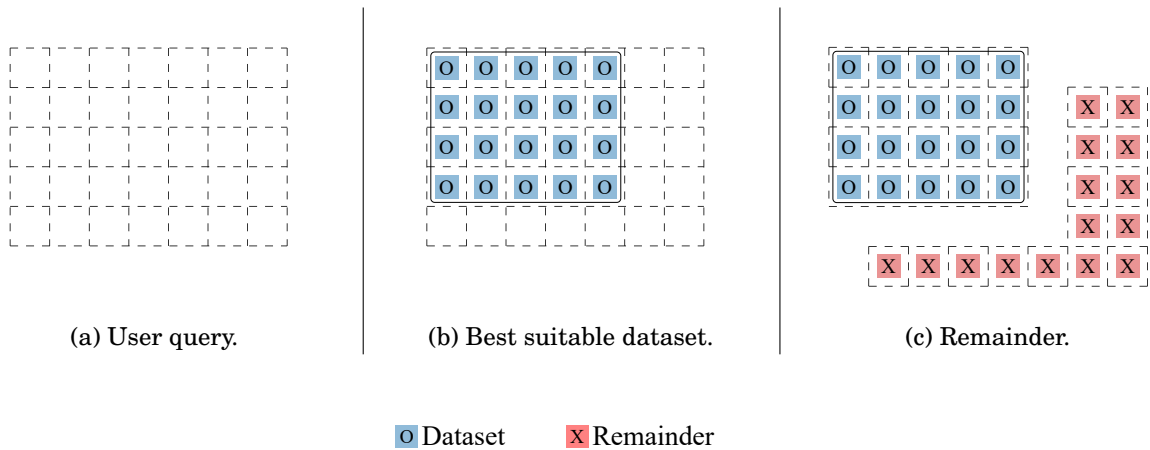 O O O O O
O O O O O
O O O O O
O O O O O
O O O O O
O O O O O X X
O O O O O X X
O O O O O X X
X X
X X X X X X X
(a) User query.
(b) Best suitable dataset.
(c) Remainder.
O Dataset
X Remainder